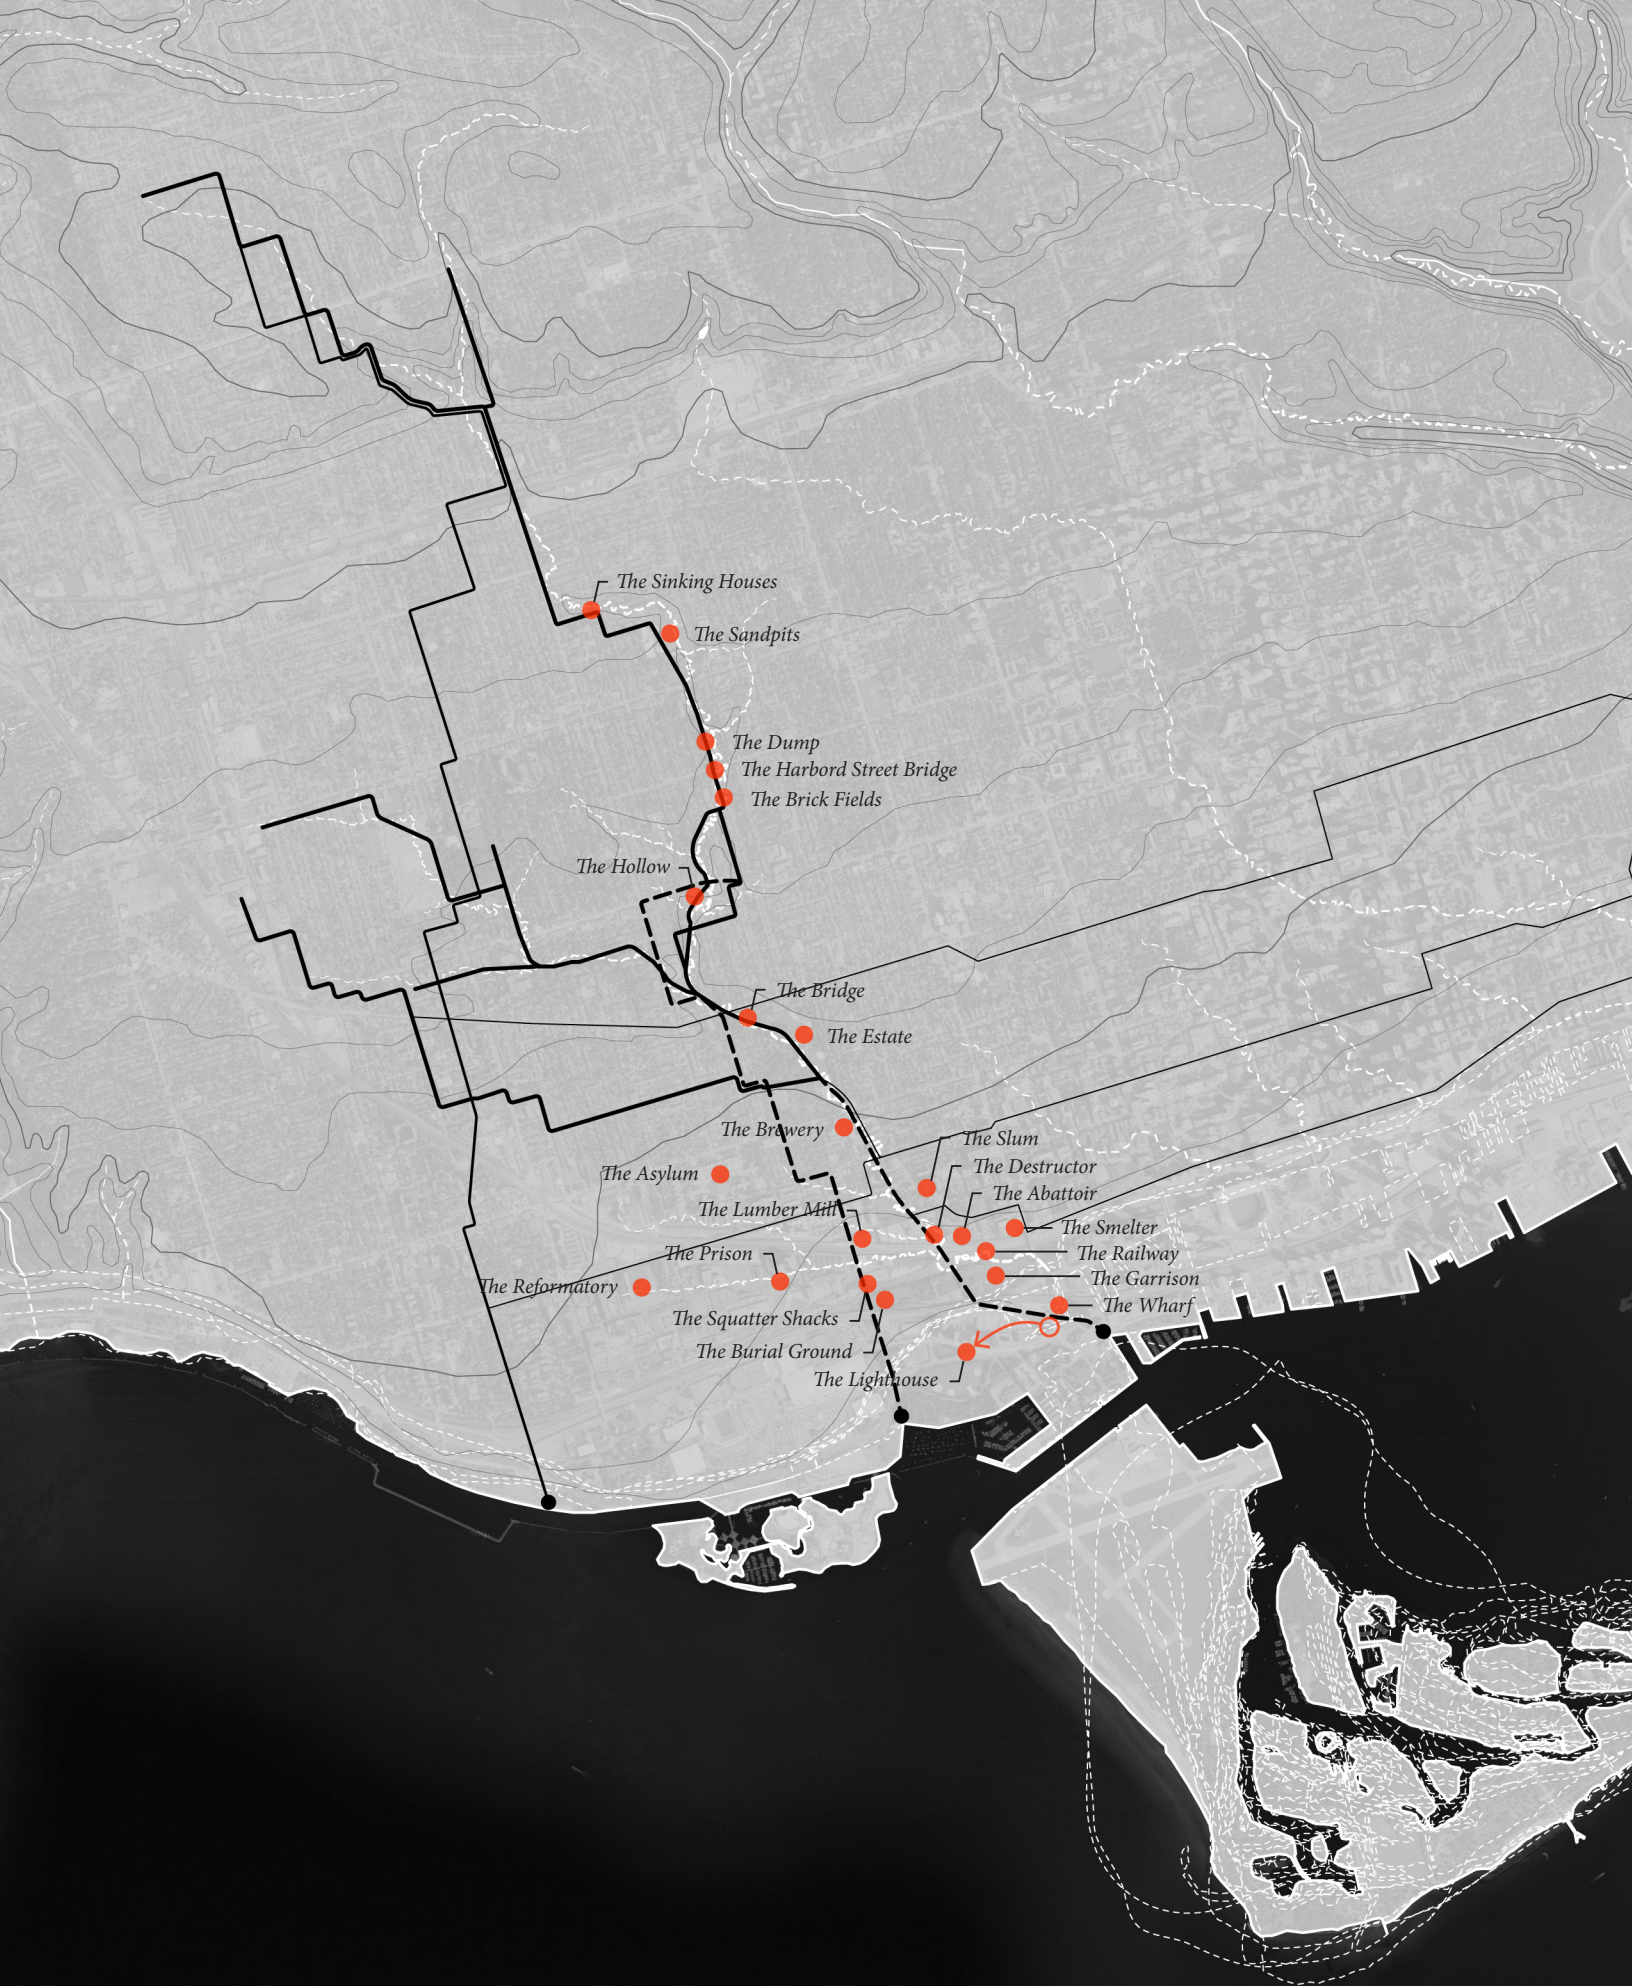 The Sinking Houses
The Sandpits
The Dump
The Harbord Street Bridge
The Brick Fields
The Hollow
The Bridge
The Estate
The Brewery
The Slum
The Destructor
The Asylum
The Abattoir
The Lumber Mill
The Smelter
The Prison
The Railway
The Garrison
The Reformatory
The Wharf
The Squatter Shacks
The Burial Ground
The Lighthouse